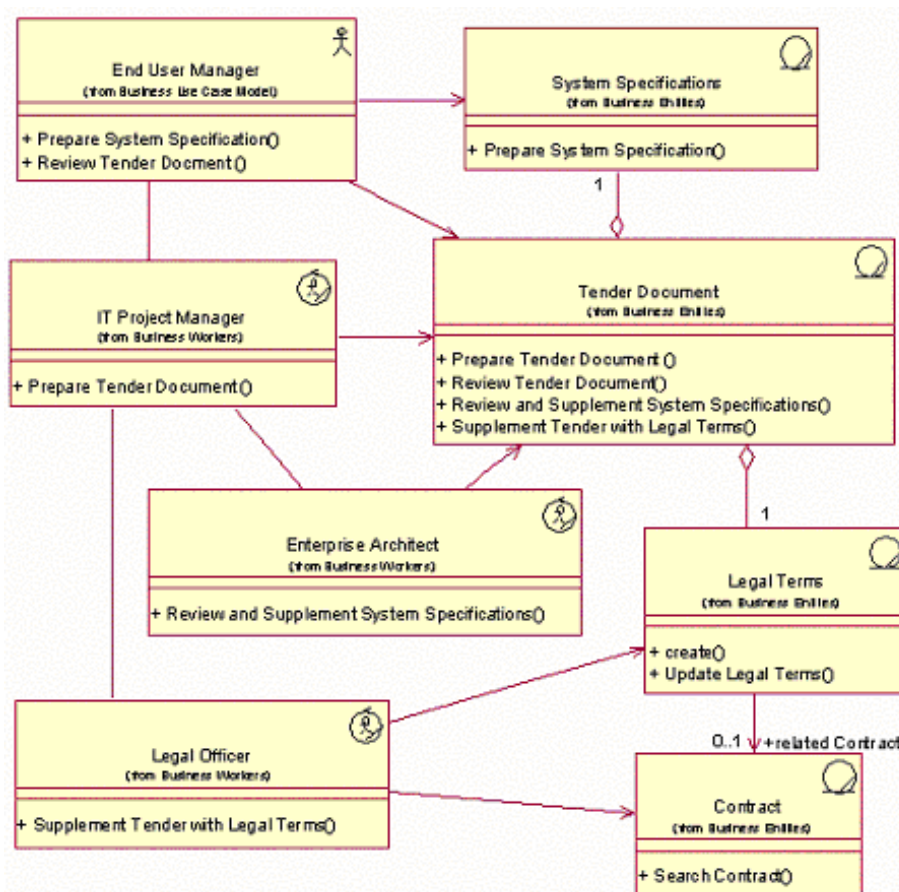 End User Manager
(from Business Use Case Model)
+ Prepare System Specification()
+ Review Tender Docment()
System Specifications
(from Business Entities)
+ Prepare System Specification()
1
IT Project Manager
(from Business Workers)
+ Prepare Tender Document()
Tender Document
(from Business Entities)
+ Prepare Tender Document ()
+ Review Tender Document()
+ Review and Supplement System Specifications()
+ Supplement Tender with Legal Terms()
1
Enterprise Architect
(from Business Workers)
+ Review and Supplement System Specifications()
Legal Terms
(from Business Entities)
+ create()
+ Update Legal Terms()
Legal Officer
(from Business Workers)
+ Supplement Tender with Legal Terms()
0..1 +related Contract
Contract
(from Business Entities)
+ Search Contract()